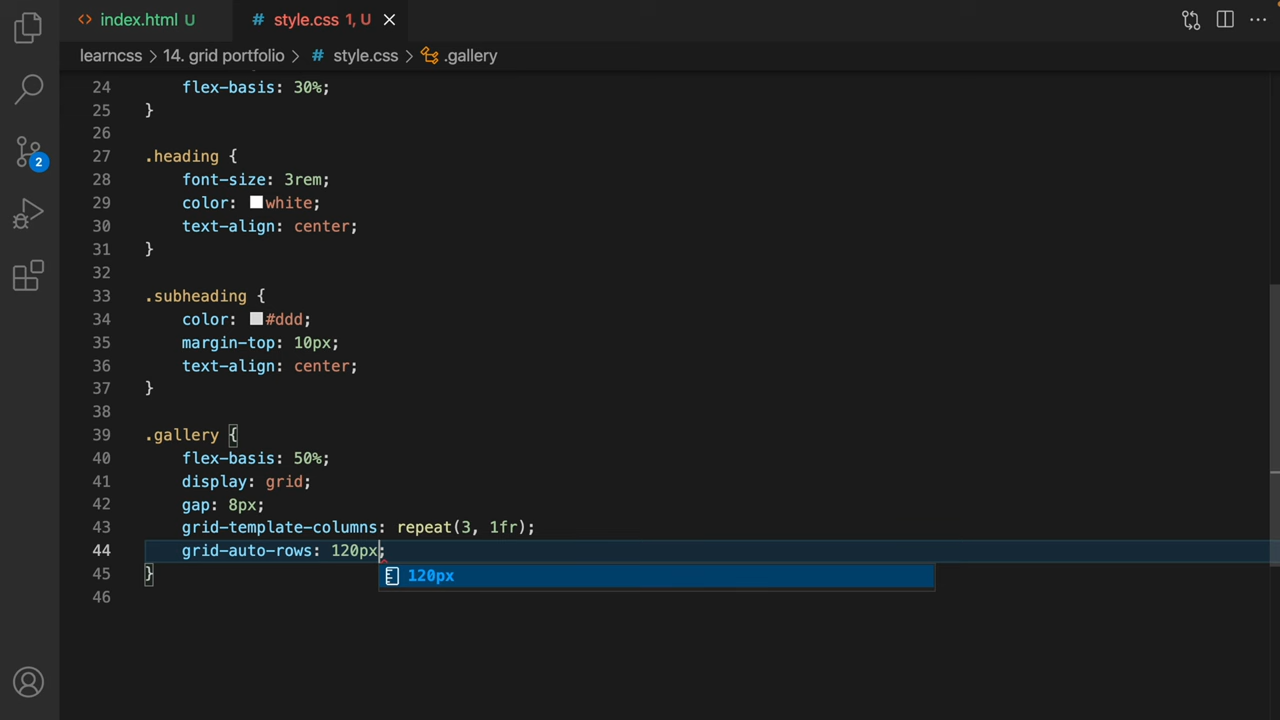 index.html U
# style.css 1, U
learncss > 14. grid portfolio > # style.css > .gallery
24 flex-basis: 30%;
25 }
26
27 .heading {
28 font-size: 3rem;
29 color: white;
30 text-align: center;
31 }
32
33 .subheading {
34 color: #ddd;
35 margin-top: 10px;
36 text-align: center;
37 }
38
39 .gallery {
40 flex-basis: 50%;
41 display: grid;
42 gap: 8px;
43 grid-template-columns: repeat(3, 1fr);
44 grid-auto-rows: 120px;
120px
45 }
46
2